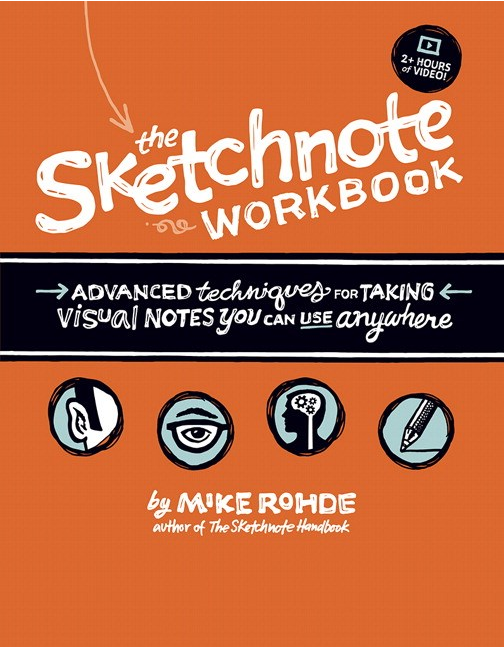 2+ HOURS
of VIDEO!
the
Sketchnote
WORKBOOK
ADVANCED techniques FOR TAKING
VISUAL NOTES YOU CAN USE anywhere
by MIKE ROHDE
author of The Sketchnote Handbook